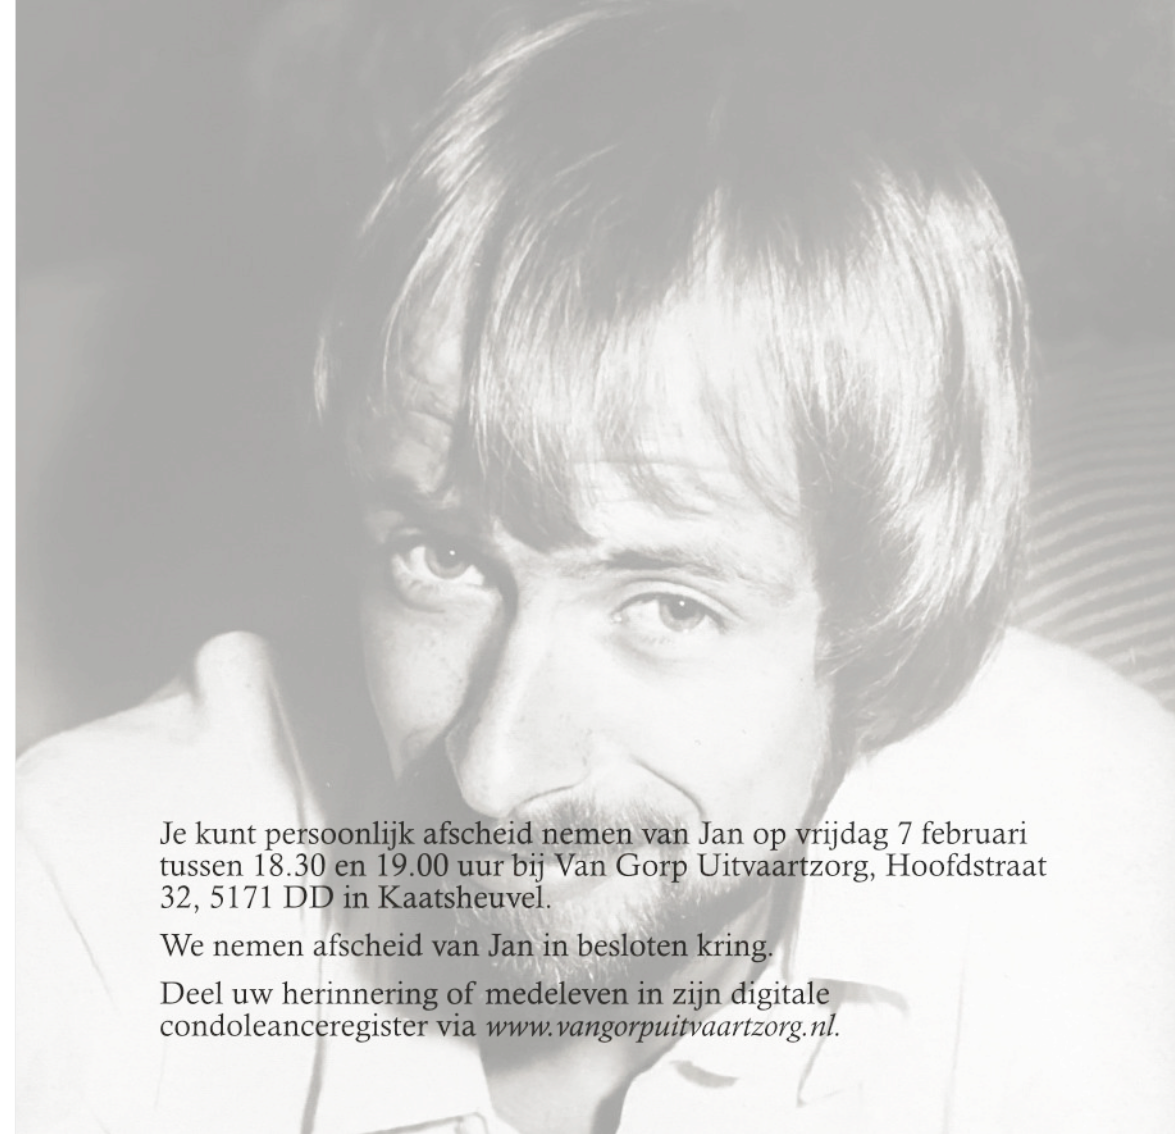 Je kunt persoonlijk afscheid nemen van Jan op vrijdag 7 februari
tussen 18.30 en 19.00 uur bij Van Gorp Uitvaartzorg, Hoofdstraat
32, 5171 DD in Kaatsheuvel.
We nemen afscheid van Jan in besloten kring.
Deel uw herinnering of medeleven in zijn digitale
condoleanceregister via www.vangorpuitvaartzorg.nl.